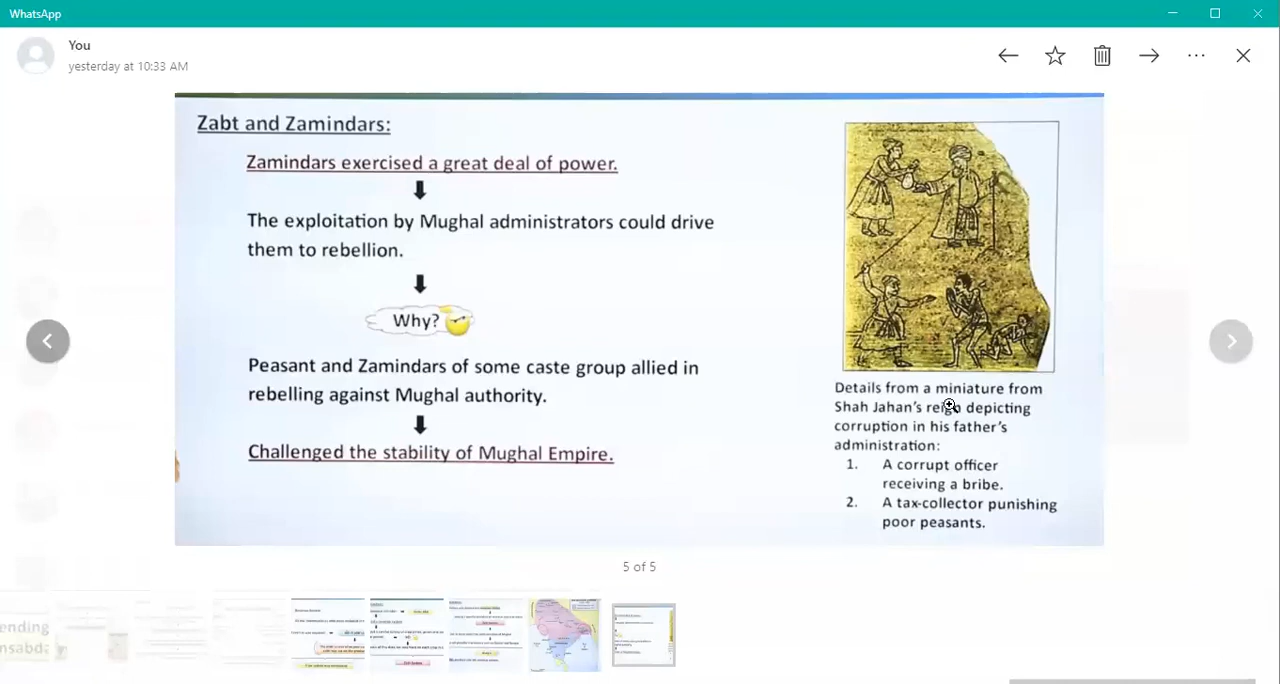 WhatsApp
You
yesterday at 10:33 AM
Zabt and Zamindars:
Zamindars exercised a great deal of power.
The exploitation by Mughal administrators could drive
them to rebellion.
Why?
Peasant and Zamindars of some caste group allied in
rebelling against Mughal authority.
Challenged the stability of Mughal Empire.
Details from a miniature from
Shah Jahan's reign depicting
corruption in his father's
administration:
1. A corrupt officer
receiving a bribe.
2. A tax-collector punishing
poor peasants.
5 of 5